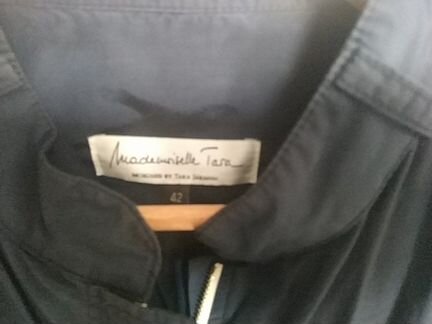 Mademoiselle Tara
DESIGNED BY TARA JARMON
42